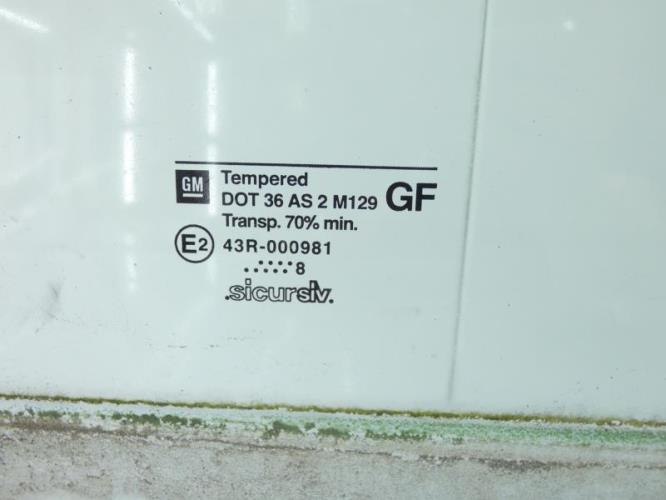 GM Tempered
DOT 36 AS 2 M129 GF
Transp. 70% min.
E2 43R-000981
.....:::: 8
.sicursiv.